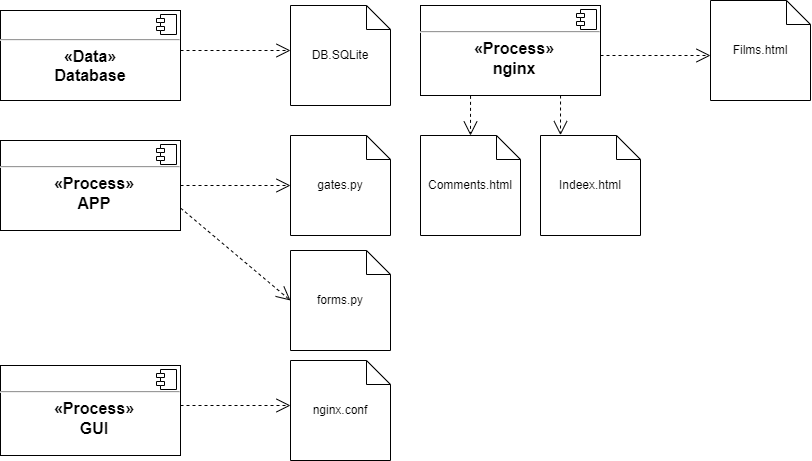 «Data»
Database
DB.SQLite
«Process»
nginx
Films.html
«Process»
APP
gates.py
Comments.html
Indeex.html
forms.py
«Process»
GUI
nginx.conf